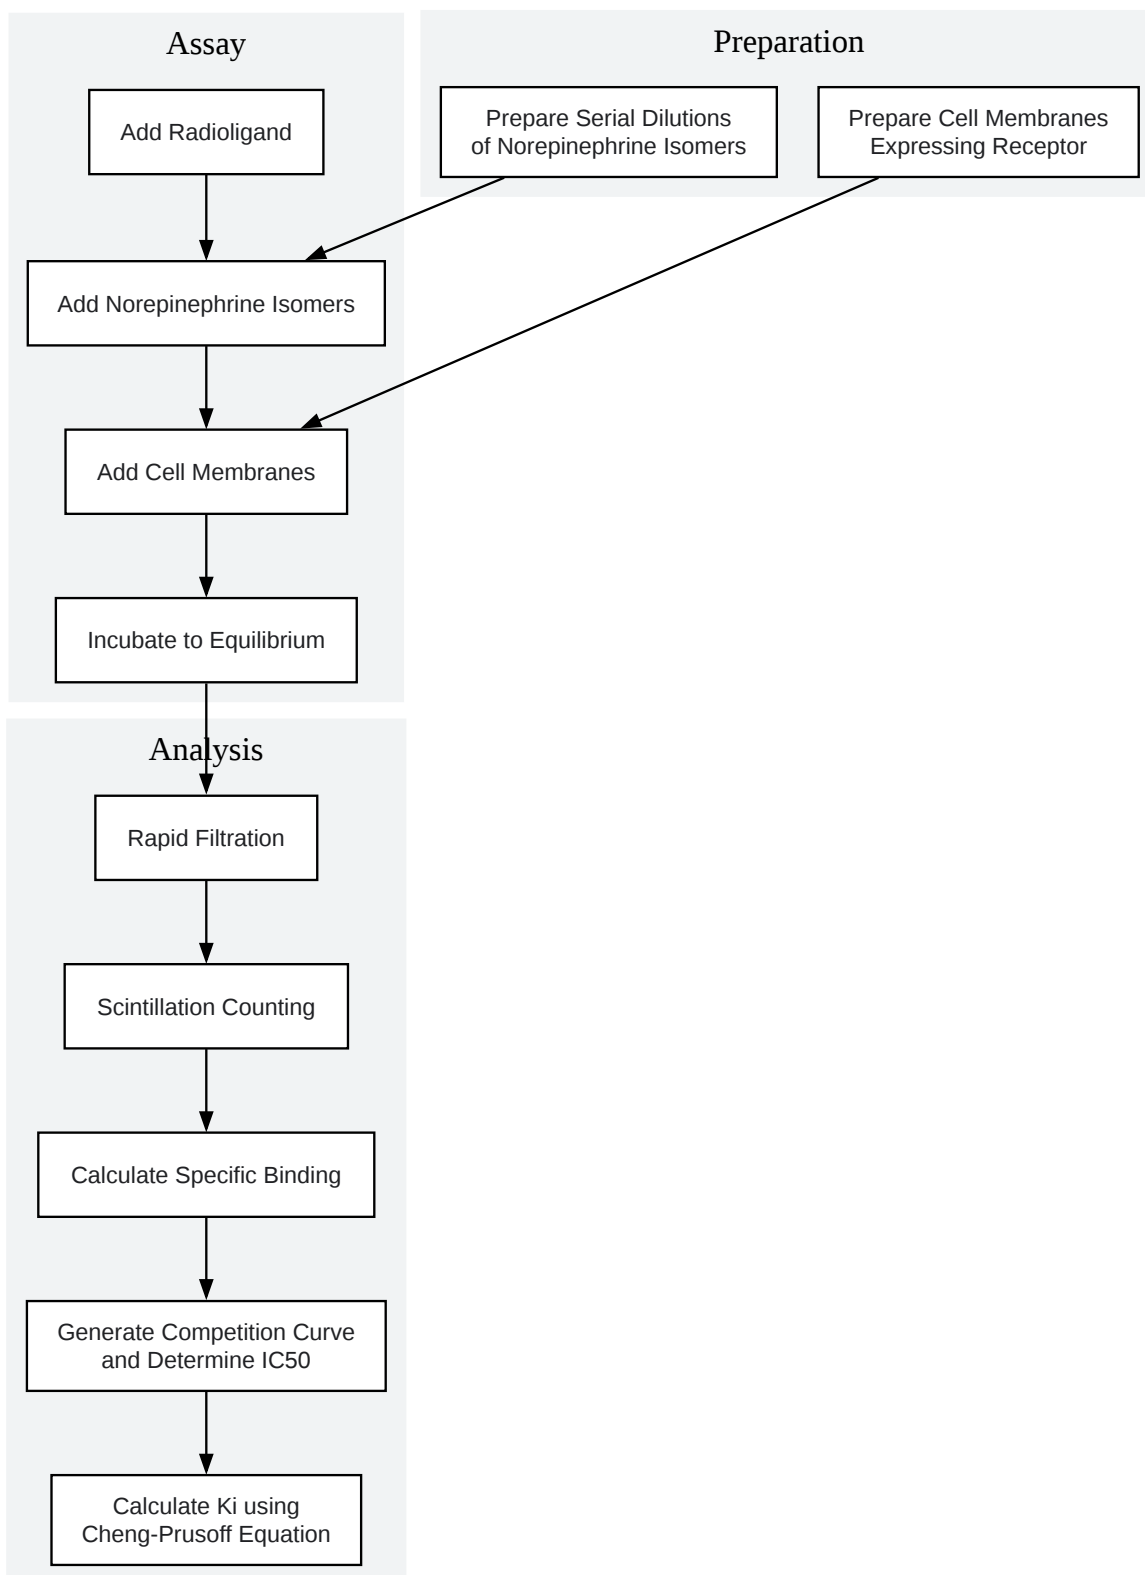 Assay
Preparation
Add Radioligand
Prepare Serial Dilutions
of Norepinephrine Isomers
Prepare Cell Membranes
Expressing Receptor
Add Norepinephrine Isomers
Add Cell Membranes
Incubate to Equilibrium
Analysis
Rapid Filtration
Scintillation Counting
Calculate Specific Binding
Generate Competition Curve
and Determine IC50
Calculate Ki using
Cheng-Prusoff Equation